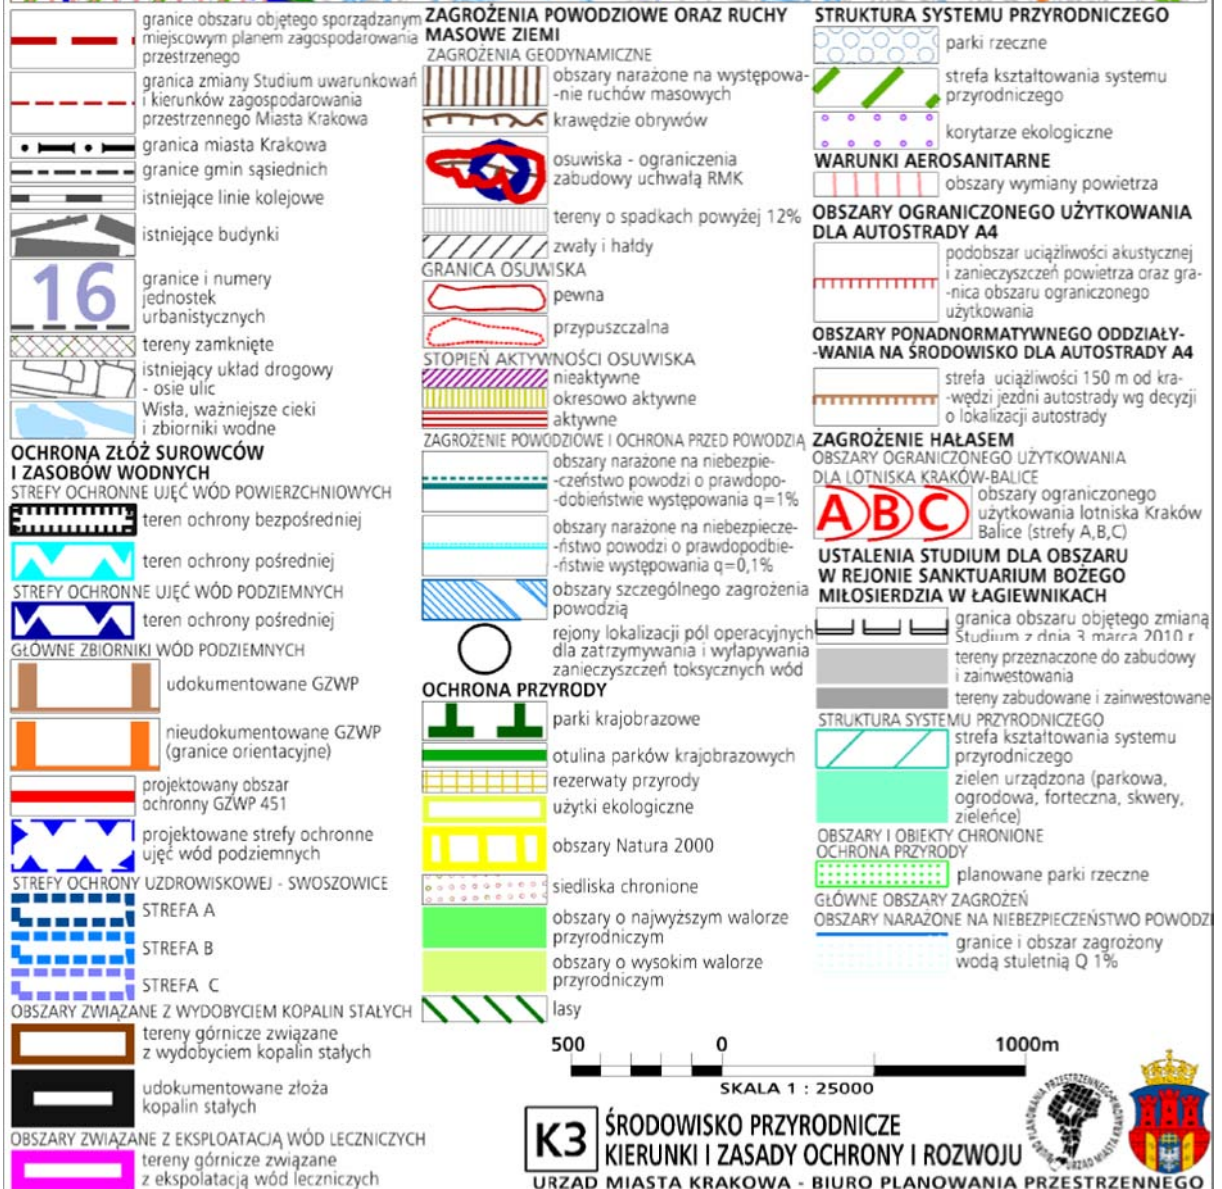 granice obszaru objętego sporządzanym
miejscowym planem zagospodarowania
przestrzenego
granica zmiany Studium uwarunkowań
i kierunków zagospodarowania
przestrzennego Miasta Krakowa
granica miasta Krakowa
granice gmin sąsiednich
istniejące linie kolejowe
istniejące budynki
16
granice i numery
jednostek
urbanistycznych
tereny zamknięte
istniejący układ drogowy
- osie ulic
Wisła, ważniejsze cieki
i zbiorniki wodne
OCHRONA ZŁÓŻ SUROWCÓW
I ZASOBÓW WODNYCH
STREFY OCHRONNE UJĘĆ WÓD POWIERZCHNIOWYCH
teren ochrony bezpośredniej
teren ochrony pośredniej
STREFY OCHRONNE UJĘĆ WÓD PODZIEMNYCH
teren ochrony pośredniej
GŁÓWNE ZBIORNIKI WÓD PODZIEMNYCH
udokumentowane GZWP
nieudokumentowane GZWP
(granice orientacyjne)
projektowany obszar
ochronny GZWP 451
projektowane strefy ochronne
ujęć wód podziemnych
STREFY OCHRONY UZDROWISKOWEJ - SWOSZOWICE
STREFA A
STREFA B
STREFA C
OBSZARY ZWIĄZANE Z WYDOBYCIEM KOPALIN STAŁYCH
tereny górnicze związane
z wydobyciem kopalin stałych
udokumentowane złoża
kopalin stałych
OBSZARY ZWIĄZANE Z EKSPLOATACJĄ WÓD LECZNICZYCH
tereny górnicze związane
z ekspolatacją wód leczniczych
ZAGROŻENIA POWODZIOWE ORAZ RUCHY
MASOWE ZIEMI
ZAGROŻENIA GEODYNAMICZNE
obszary narażone na występowa-
-nie ruchów masowych
krawędzie obrywów
osuwiska - ograniczenia
zabudowy uchwałą RMK
tereny o spadkach powyżej 12%
zwały i hałdy
GRANICA OSUWISKA
pewna
przypuszczalna
STOPIEŃ AKTYWNOŚCI OSUWISKA
nieaktywne
okresowo aktywne
aktywne
ZAGROŻENIE POWODZIOWE I OCHRONA PRZED POWODZIĄ
obszary narażone na niebezpie-
-czeństwo powodzi o prawdopo-
-dobieństwie występowania q=1%
obszary narażone na niebezpiecze-
-ństwo powodzi o prawdopodbie-
-ństwie występowania q=0,1%
obszary szczególnego zagrożenia
powodzią
rejony lokalizacji pól operacyjnych
dla zatrzymywania i wyłapywania
zanieczyszczeń toksycznych wód
OCHRONA PRZYRODY
parki krajobrazowe
otulina parków krajobrazowych
rezerwaty przyrody
użytki ekologiczne
obszary Natura 2000
siedliska chronione
obszary o najwyższym walorze
przyrodniczym
obszary o wysokim walorze
przyrodniczym
lasy
STRUKTURA SYSTEMU PRZYRODNICZEGO
parki rzeczne
strefa kształtowania systemu
przyrodniczego
korytarze ekologiczne
WARUNKI AEROSANITARNE
obszary wymiany powietrza
OBSZARY OGRANICZONEGO UŻYTKOWANIA
DLA AUTOSTRADY A4
podobszar uciążliwości akustycznej
i zanieczyszczeń powietrza oraz gra-
-nica obszaru ograniczonego
użytkowania
OBSZARY PONADNORMATYWNEGO ODDZIAŁY-
-WANIA NA ŚRODOWISKO DLA AUTOSTRADY A4
strefa uciążliwości 150 m od kra-
-wędzi jezdni autostrady wg decyzji
o lokalizacji autostrady
ZAGROŻENIE HAŁASEM
OBSZARY OGRANICZONEGO UŻYTKOWANIA
DLA LOTNISKA KRAKÓW-BALICE
A B C
obszary ograniczonego
użytkowania lotniska Kraków
Balice (strefy A,B,C)
USTALENIA STUDIUM DLA OBSZARU
W REJONIE SANKTUARIUM BOŻEGO
MIŁOSIERDZIA W ŁAGIEWNIKACH
granica obszaru objętego zmianą
Studium z dnia 3 marca 2010 r
tereny przeznaczone do zabudowy
i zainwestowania
tereny zabudowane i zainwestowane
STRUKTURA SYSTEMU PRZYRODNICZEGO
strefa kształtowania systemu
przyrodniczego
zielen urządzona (parkowa,
ogrodowa, forteczna, skwery,
zieleńce)
OBSZARY I OBIEKTY CHRONIONE
OCHRONA PRZYRODY
planowane parki rzeczne
GŁÓWNE OBSZARY ZAGROŻEŃ
OBSZARY NARAŻONE NA NIEBEZPIECZEŃSTWO POWODZI
granice i obszar zagrożony
wodą stuletnią Q 1%
500 0 1000m
SKALA 1 : 25000
K3
ŚRODOWISKO PRZYRODNICZE
KIERUNKI I ZASADY OCHRONY I ROZWOJU
URZĄD MIASTA KRAKOWA - BIURO PLANOWANIA PRZESTRZENNEGO